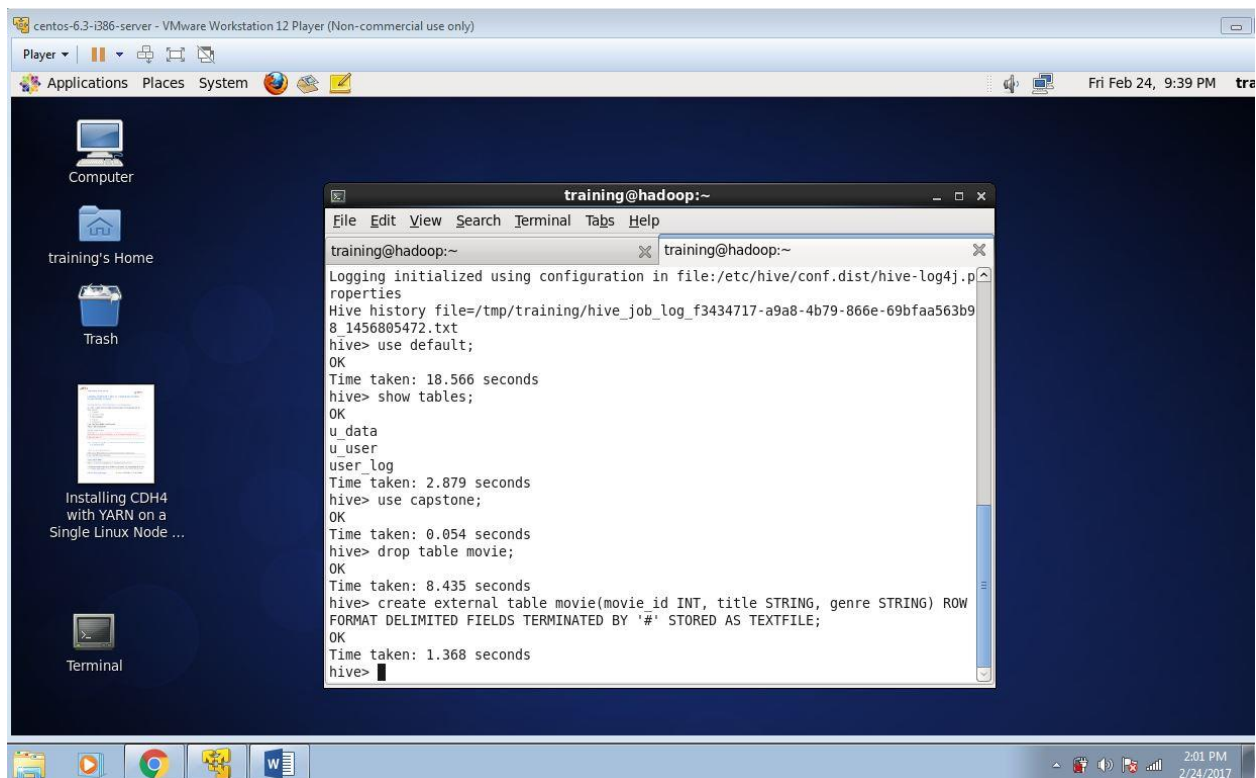 centos-6.3-i386-server - VMware Workstation 12 Player (Non-commercial use only)
Player
Applications Places System
Fri Feb 24, 9:39 PM tra
Computer
training's Home
Trash
Installing CDH4
with YARN on a
Single Linux Node ...
Terminal
training@hadoop:~
File Edit View Search Terminal Tabs Help
training@hadoop:~ training@hadoop:~
Logging initialized using configuration in file:/etc/hive/conf.dist/hive-log4j.p
roperties
Hive history file=/tmp/training/hive_job_log_f3434717-a9a8-4b79-866e-69bfaa563b9
8_1456805472.txt
hive> use default;
OK
Time taken: 18.566 seconds
hive> show tables;
OK
u_data
u_user
user_log
Time taken: 2.879 seconds
hive> use capstone;
OK
Time taken: 0.054 seconds
hive> drop table movie;
OK
Time taken: 8.435 seconds
hive> create external table movie(movie_id INT, title STRING, genre STRING) ROW
FORMAT DELIMITED FIELDS TERMINATED BY '#' STORED AS TEXTFILE;
OK
Time taken: 1.368 seconds
hive>
W
2:01 PM
2/24/2017